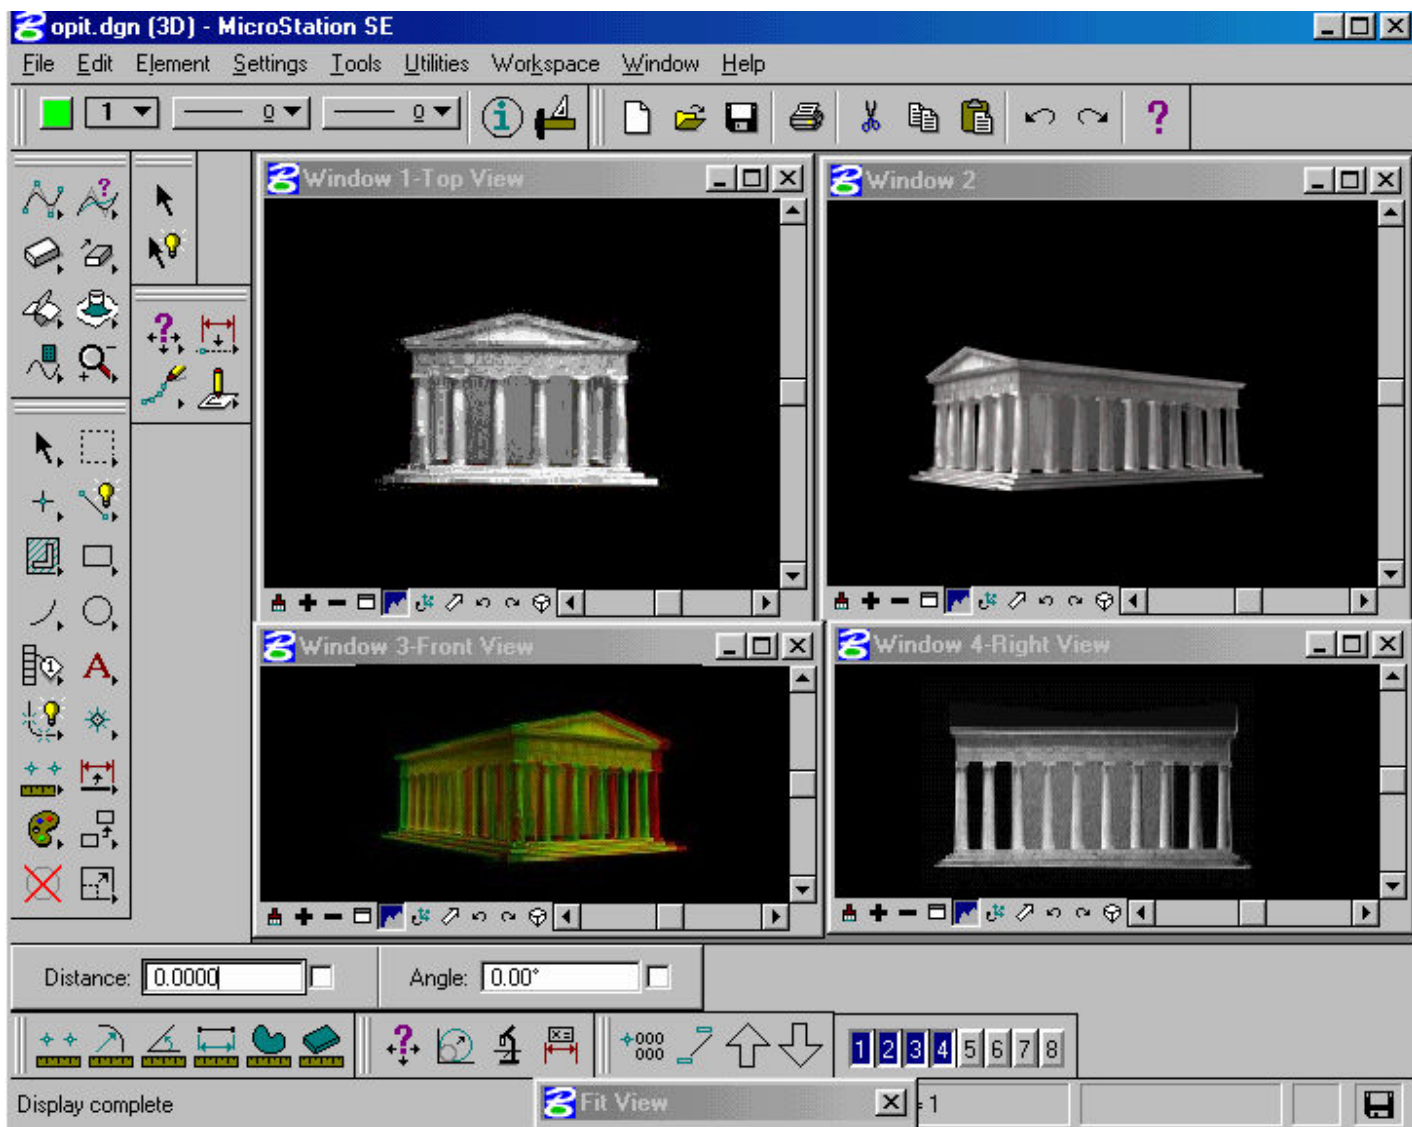 opit.dgn (3D) - MicroStation SE
File Edit Element Settings Tools Utilities Workspace Window Help
1 0 0
Window 1-Top View
Window 2
Window 3-Front View
Window 4-Right View
Distance: 0.0000 Angle: 0.00°
000
000
1 2 3 4 5 6 7 8
Display complete
Fit View
=1